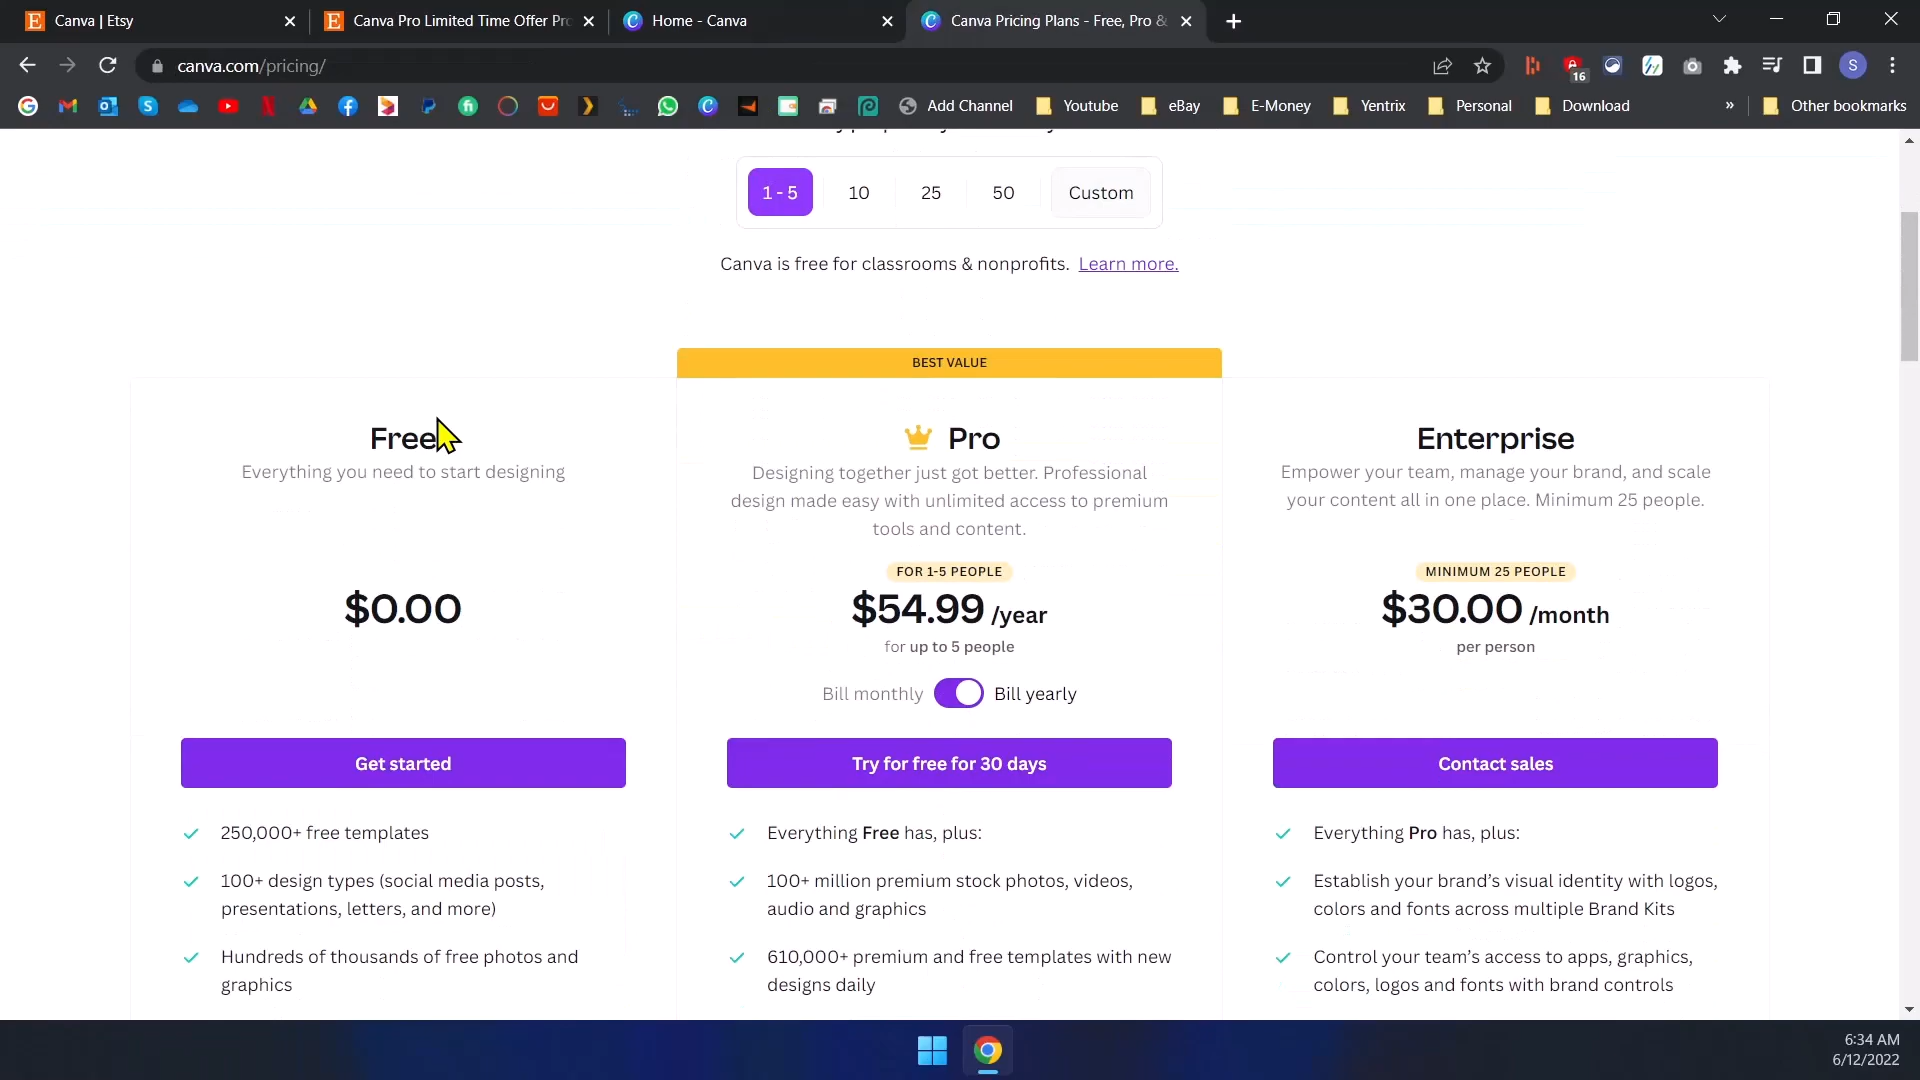 Canva | Etsy
Canva Pro Limited Time Offer Pro
Home - Canva
Canva Pricing Plans - Free, Pro &
canva.com/pricing/
16
S
Add Channel
Youtube
eBay
E-Money
Yentrix
Personal
Download
»
Other bookmarks
1 - 5
10
25
50
Custom
Canva is free for classrooms & nonprofits. Learn more.
BEST VALUE
Free
Everything you need to start designing
$0.00
Get started
250,000+ free templates
100+ design types (social media posts,
presentations, letters, and more)
Hundreds of thousands of free photos and
graphics
Pro
Designing together just got better. Professional
design made easy with unlimited access to premium
tools and content.
FOR 1-5 PEOPLE
$54.99 /year
for up to 5 people
Bill monthly
Bill yearly
Try for free for 30 days
Everything Free has, plus:
100+ million premium stock photos, videos,
audio and graphics
610,000+ premium and free templates with new
designs daily
Enterprise
Empower your team, manage your brand, and scale
your content all in one place. Minimum 25 people.
MINIMUM 25 PEOPLE
$30.00 /month
per person
Contact sales
Everything Pro has, plus:
Establish your brand’s visual identity with logos,
colors and fonts across multiple Brand Kits
Control your team’s access to apps, graphics,
colors, logos and fonts with brand controls
6:34 AM
6/12/2022